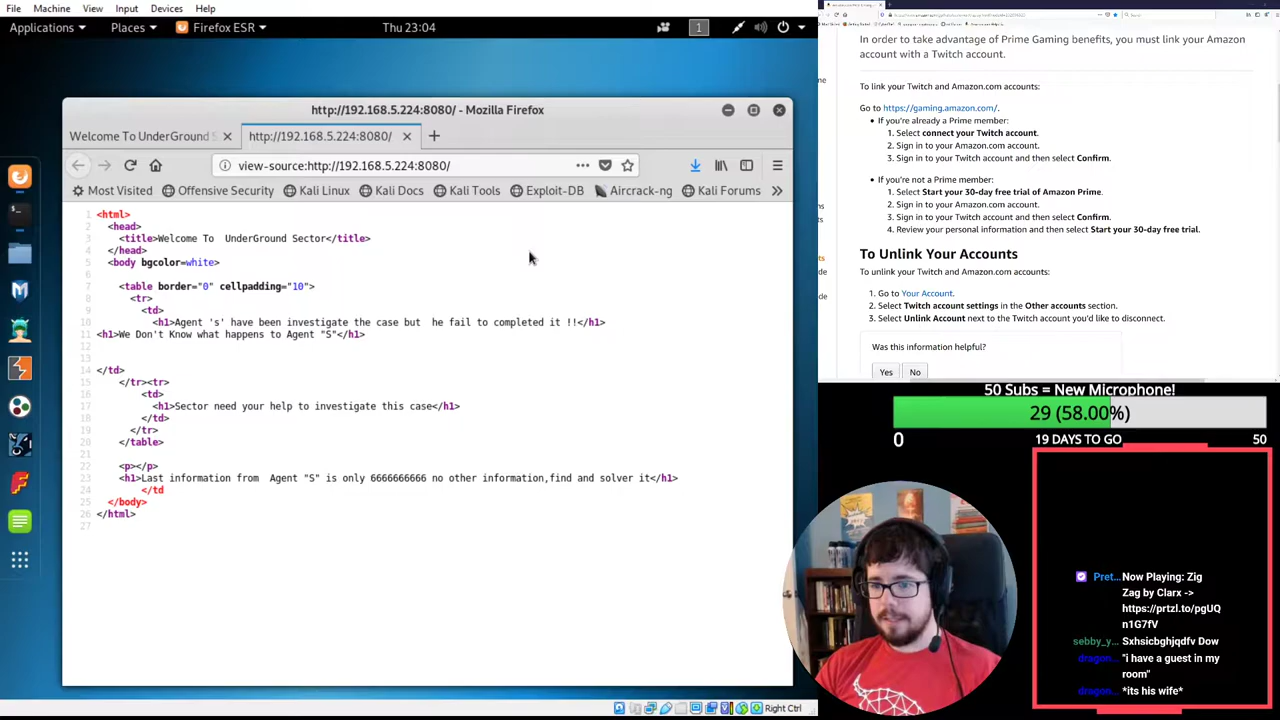 File Machine View Input Devices Help
Applications Places Firefox ESR Thu 23:04 1
http://192.168.5.224:8080/ - Mozilla Firefox
Welcome To UnderGround S http://192.168.5.224:8080/
view-source:http://192.168.5.224:8080/
Most Visited Offensive Security Kali Linux Kali Docs Kali Tools Exploit-DB Aircrack-ng Kali Forums
1 <html>
2 <head>
3 <title>Welcome To  UnderGround Sector</title>
4 </head>
5 <body bgcolor=white>
6
7 <table border="0" cellpadding="10">
8 <tr>
9 <td>
10 <h1>Agent 's' have been investigate the case but  he fail to completed it !!</h1>
11 <h1>We Don't Know what happens to Agent "S"</h1>
12
13
14 </td>
15 </tr><tr>
16 <td>
17 <h1>Sector need your help to investigate this case</h1>
18 </td>
19 </tr>
20 </table>
21
22 <p></p>
23 <h1>Last information from  Agent "S" is only 6666666666 no other information,find and solver it</h1>
24 </td
25 </body>
26 </html>
27
Right Ctrl
In order to take advantage of Prime Gaming benefits, you must link your Amazon
account with a Twitch account.
To link your Twitch and Amazon.com accounts:
Go to https://gaming.amazon.com/.
• If you're already a Prime member:
1. Select connect your Twitch account.
2. Sign in to your Amazon.com account.
3. Sign in to your Twitch account and then select Confirm.
• If you're not a Prime member:
1. Select Start your 30-day free trial of Amazon Prime.
2. Sign in to your Amazon.com account.
3. Sign in to your Twitch account and then select Confirm.
4. Review your personal information and then select Start your 30-day free trial.
To Unlink Your Accounts
To unlink your Twitch and Amazon.com accounts:
1. Go to Your Account.
2. Select Twitch account settings in the Other accounts section.
3. Select Unlink Account next to the Twitch account you'd like to disconnect.
Was this information helpful?
Yes No
50 Subs = New Microphone!
29 (58.00%)
0 19 DAYS TO GO 50
Pret... Now Playing: Zig
Zag by Clarx ->
https://prtzl.to/pgUQ
n1G7fV
sebby_y... Sxhsicbghjqdfv Dow
dragon... "i have a guest in my
room"
dragon... *its his wife*